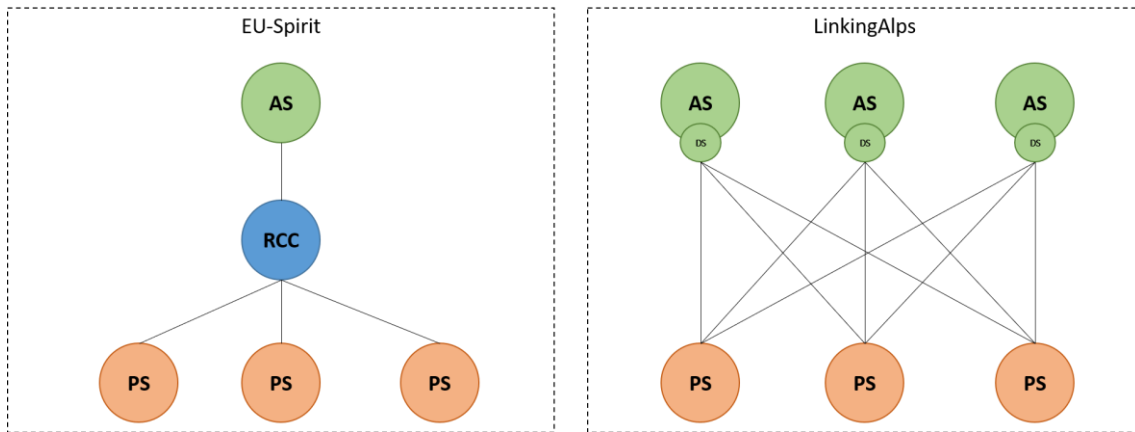 EU-Spirit
AS
RCC
PS PS PS
LinkingAlps
AS AS AS
DS DS DS
PS PS PS